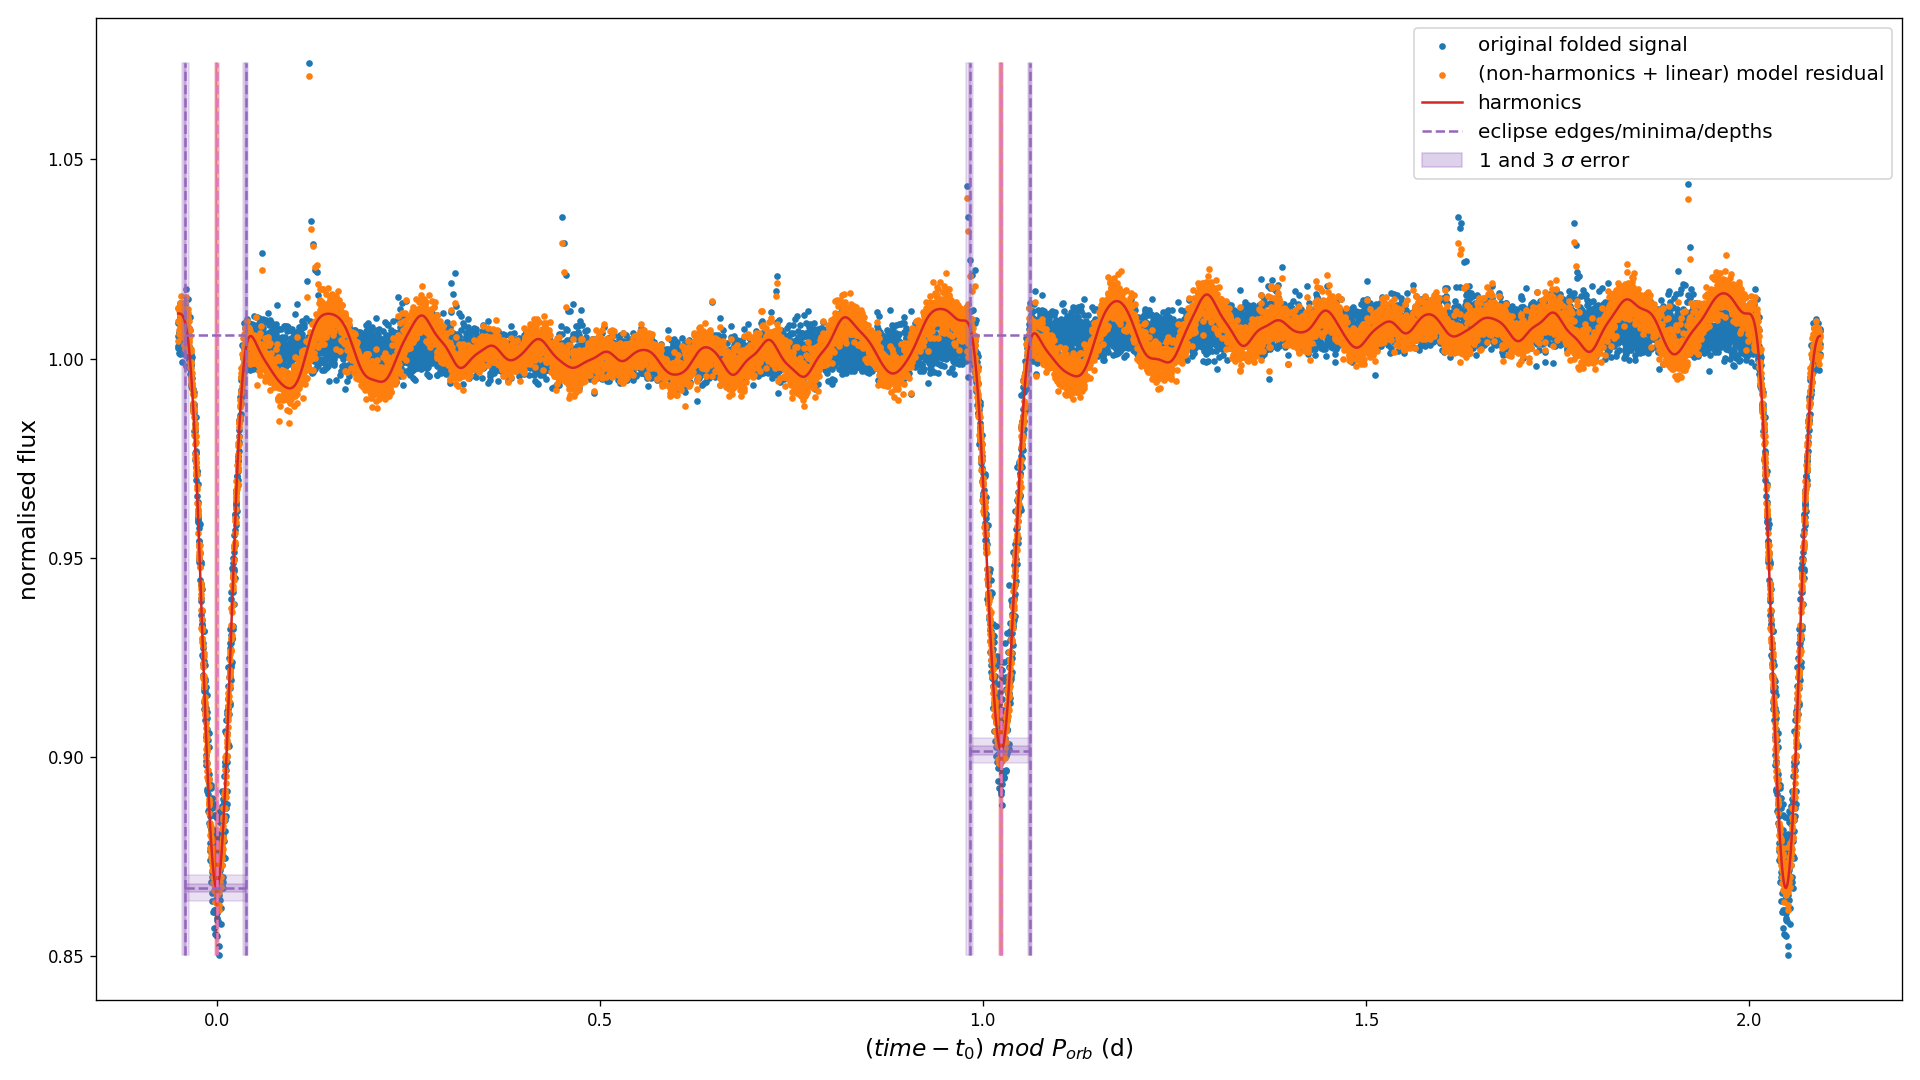 original folded signal
(non-harmonics + linear) model residual
harmonics
eclipse edges/minima/depths
1 and 3 σ error
normalised flux
1.05
1.00
0.95
0.90
0.85
0.0 0.5 1.0 1.5 2.0
(time − t₀) mod P_orb (d)